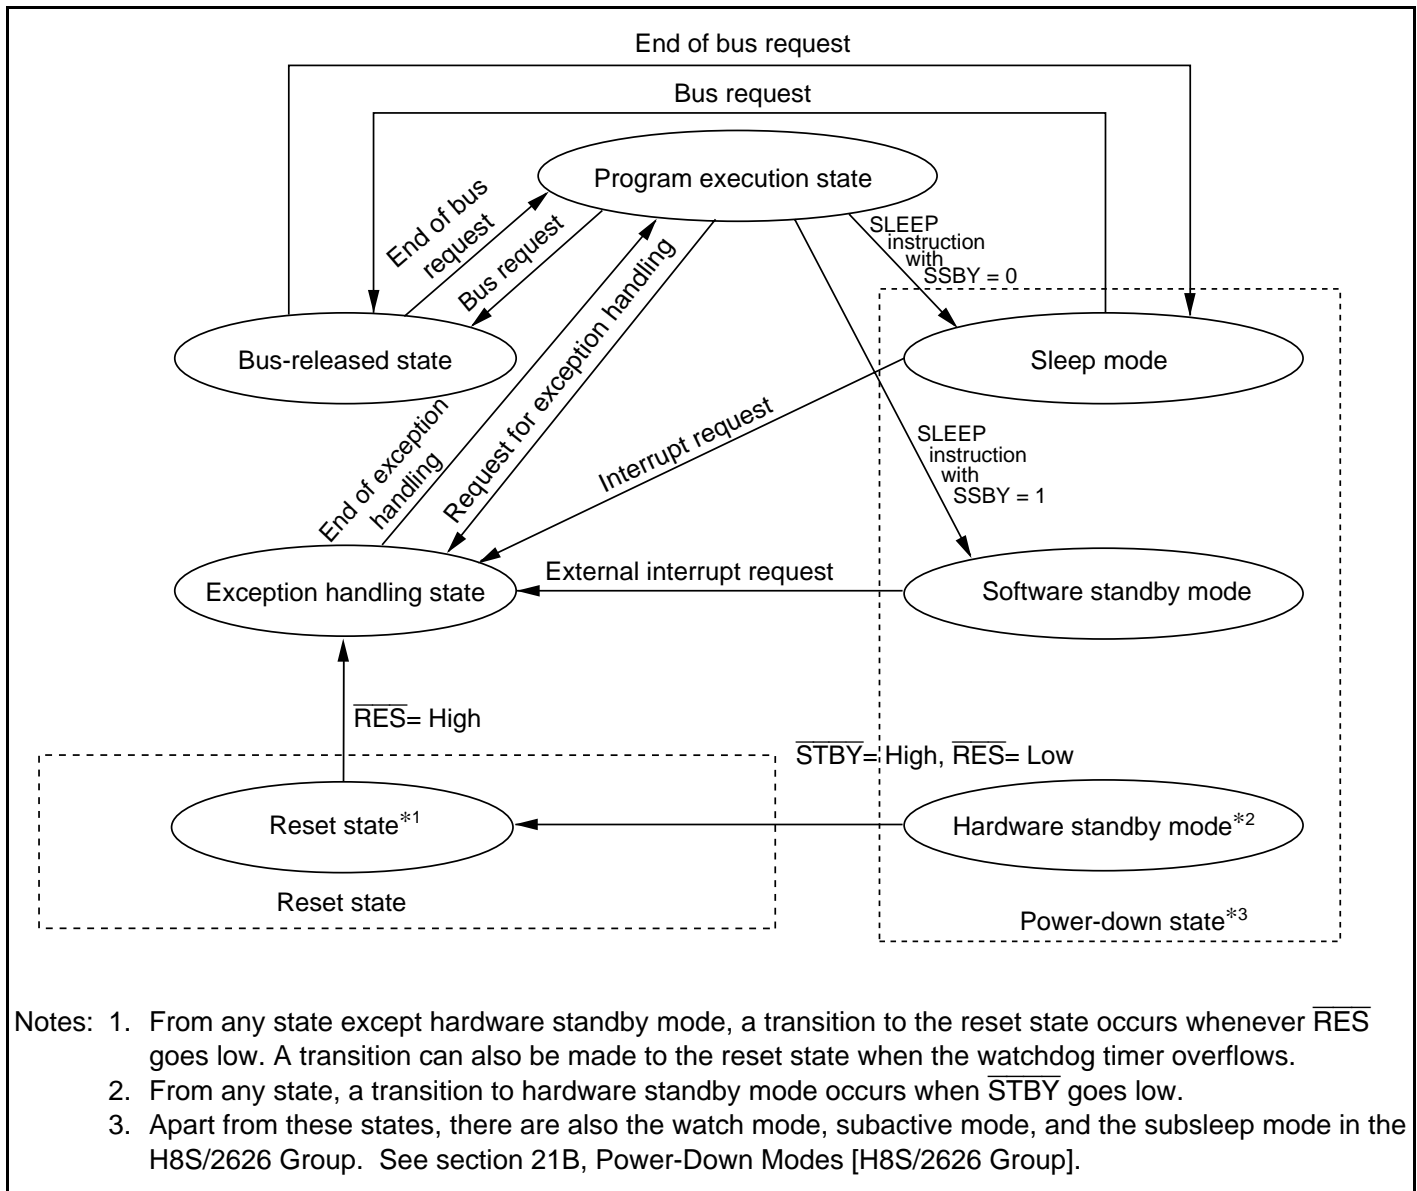 End of bus request
Bus request
Program execution state
End of bus
request
Bus request
SLEEP
instruction
with
SSBY = 0
Bus-released state
Sleep mode
End of exception
handling
Request for exception handling
Interrupt request
SLEEP
instruction
with
SSBY = 1
External interrupt request
Exception handling state
Software standby mode
R̅E̅S̅= High
S̅T̅B̅Y̅= High, R̅E̅S̅= Low
Reset state*1
Hardware standby mode*2
Reset state
Power-down state*3
Notes: 1. From any state except hardware standby mode, a transition to the reset state occurs whenever R̅E̅S̅
goes low. A transition can also be made to the reset state when the watchdog timer overflows.
2. From any state, a transition to hardware standby mode occurs when S̅T̅B̅Y̅ goes low.
3. Apart from these states, there are also the watch mode, subactive mode, and the subsleep mode in the
H8S/2626 Group. See section 21B, Power-Down Modes [H8S/2626 Group].